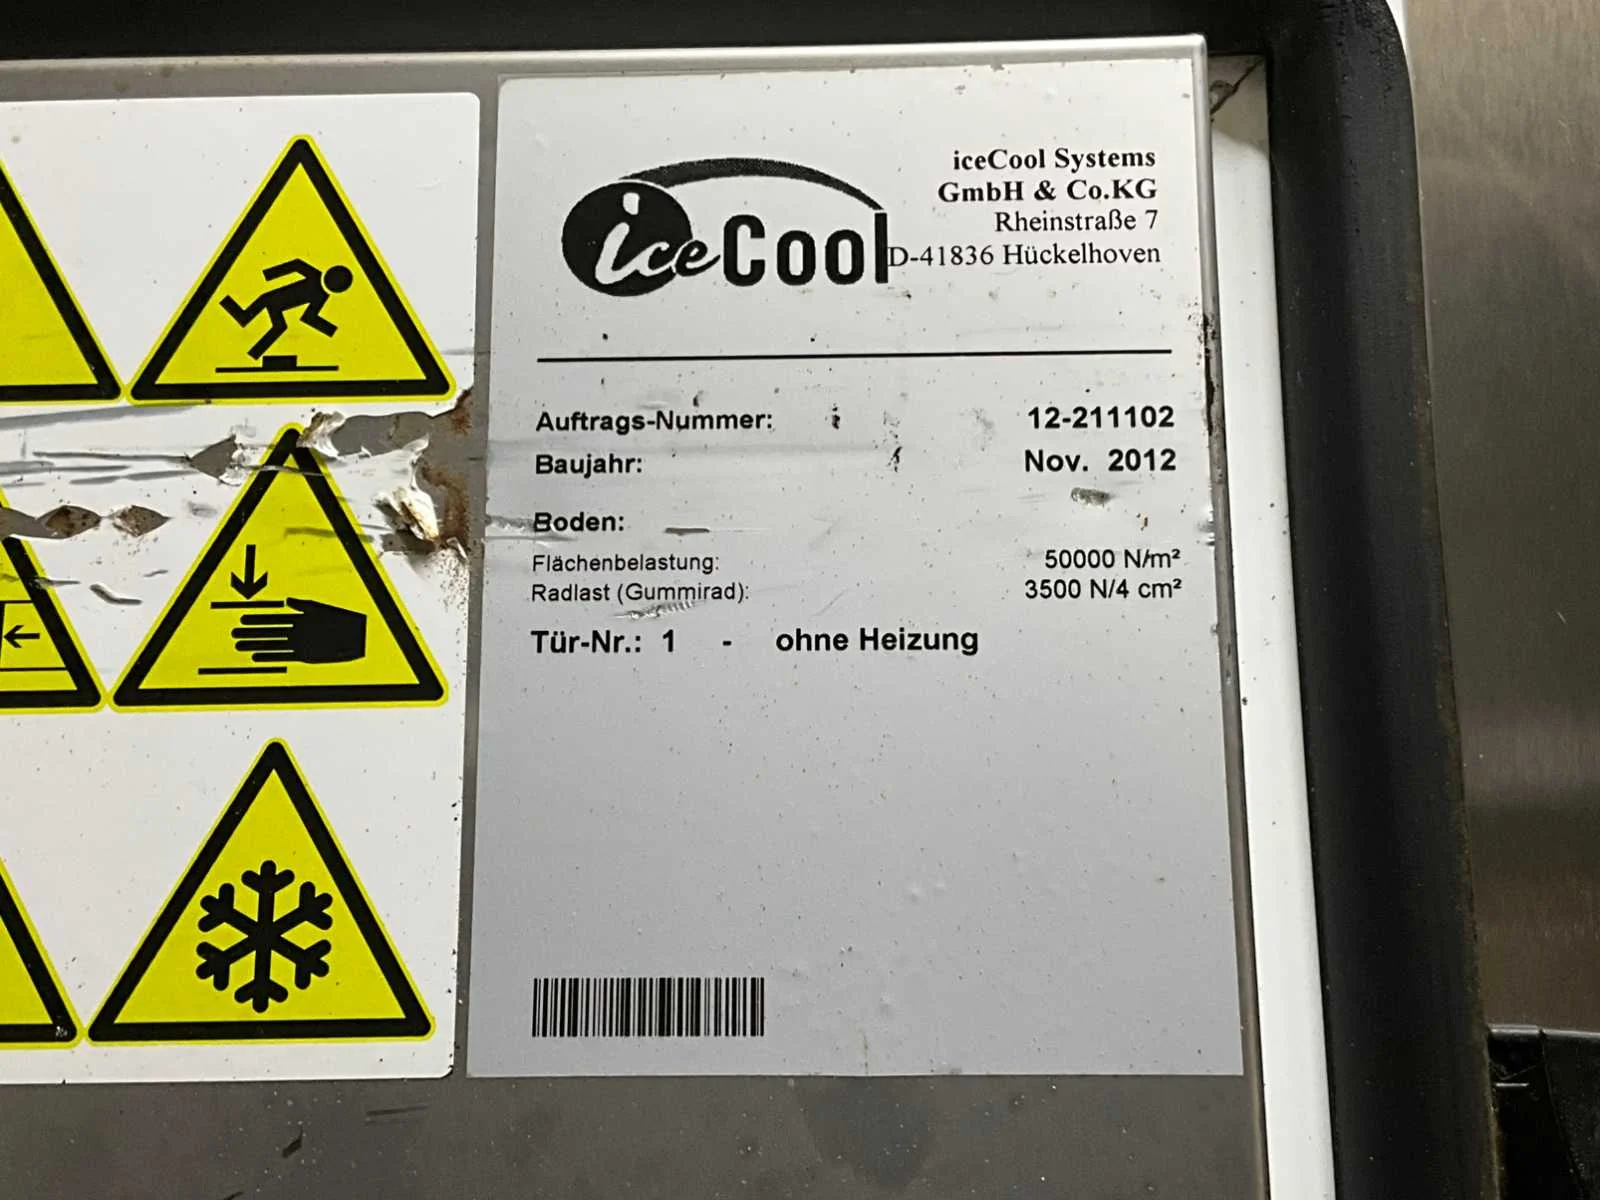 iceCool
iceCool Systems
GmbH & Co.KG
Rheinstraße 7
D-41836 Hückelhoven
Auftrags-Nummer: 12-211102
Baujahr: Nov. 2012
Boden:
Flächenbelastung: 50000 N/m²
Radlast (Gummirad): 3500 N/4 cm²
Tür-Nr.: 1 - ohne Heizung